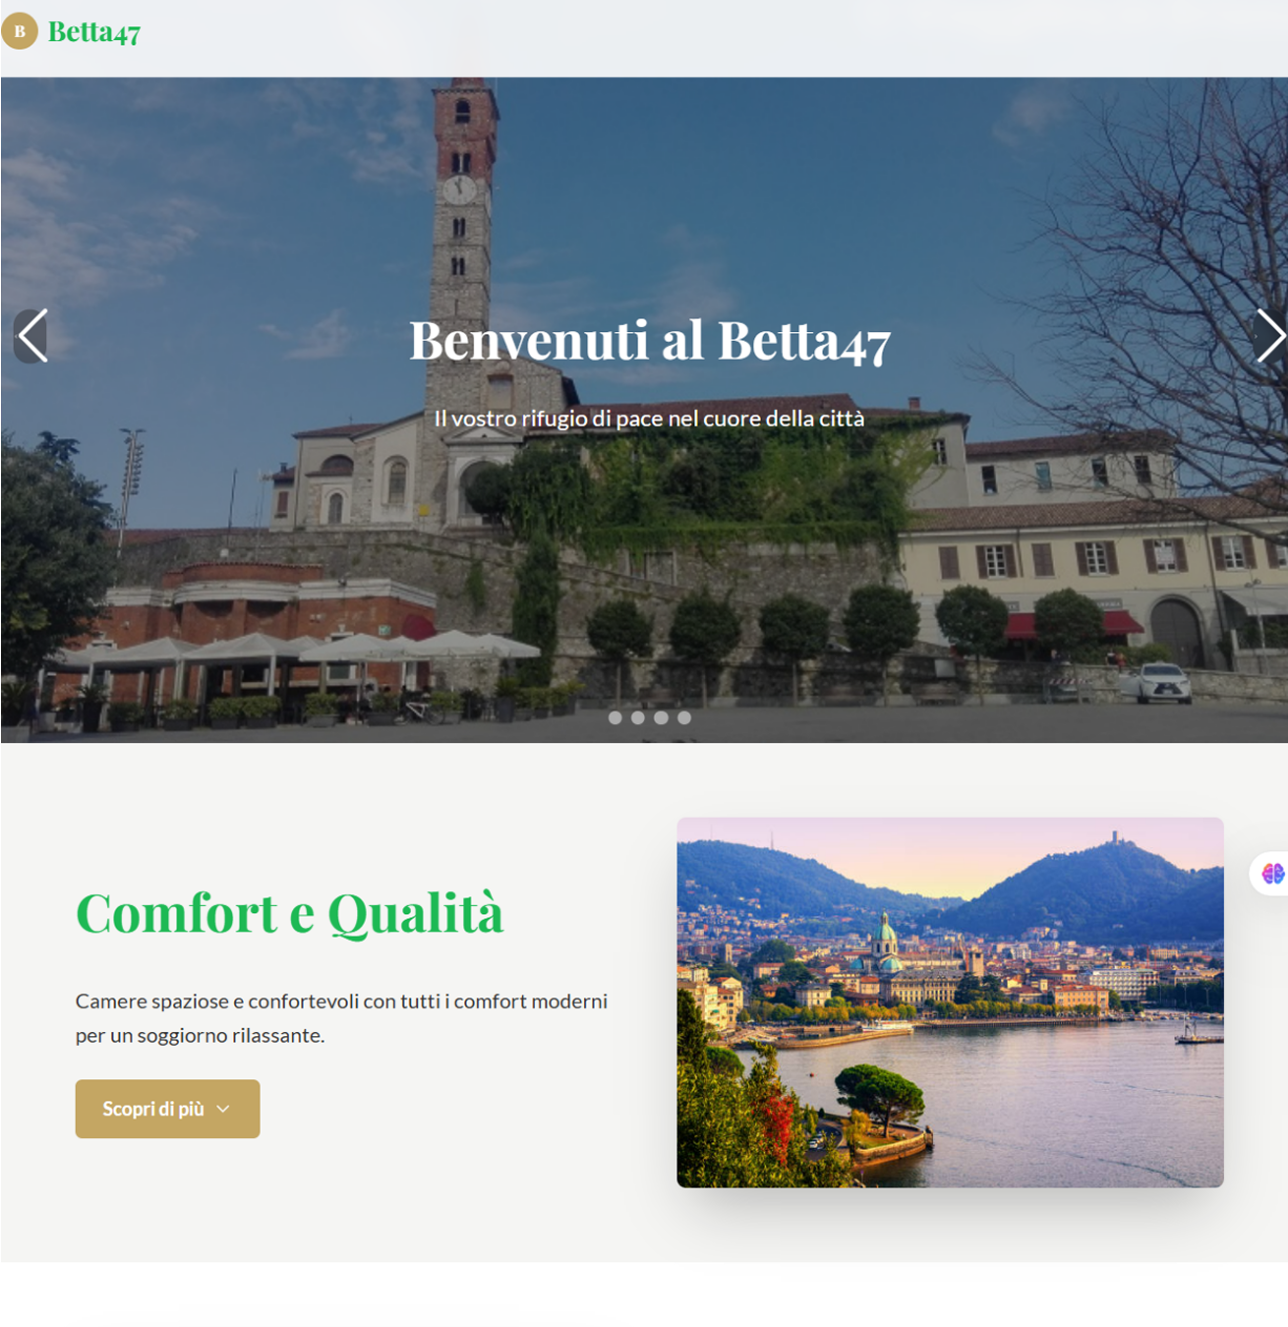 B Betta47
Benvenuti al Betta47
Il vostro rifugio di pace nel cuore della città
Comfort e Qualità
Camere spaziose e confortevoli con tutti i comfort moderni
per un soggiorno rilassante.
Scopri di più